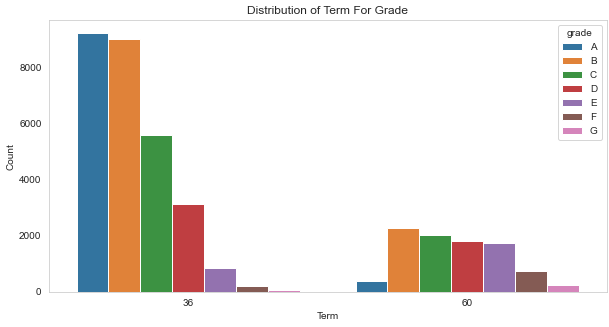 Distribution of Term For Grade
grade
A
B
C
D
E
F
G
Count
8000
6000
4000
2000
0
36
60
Term